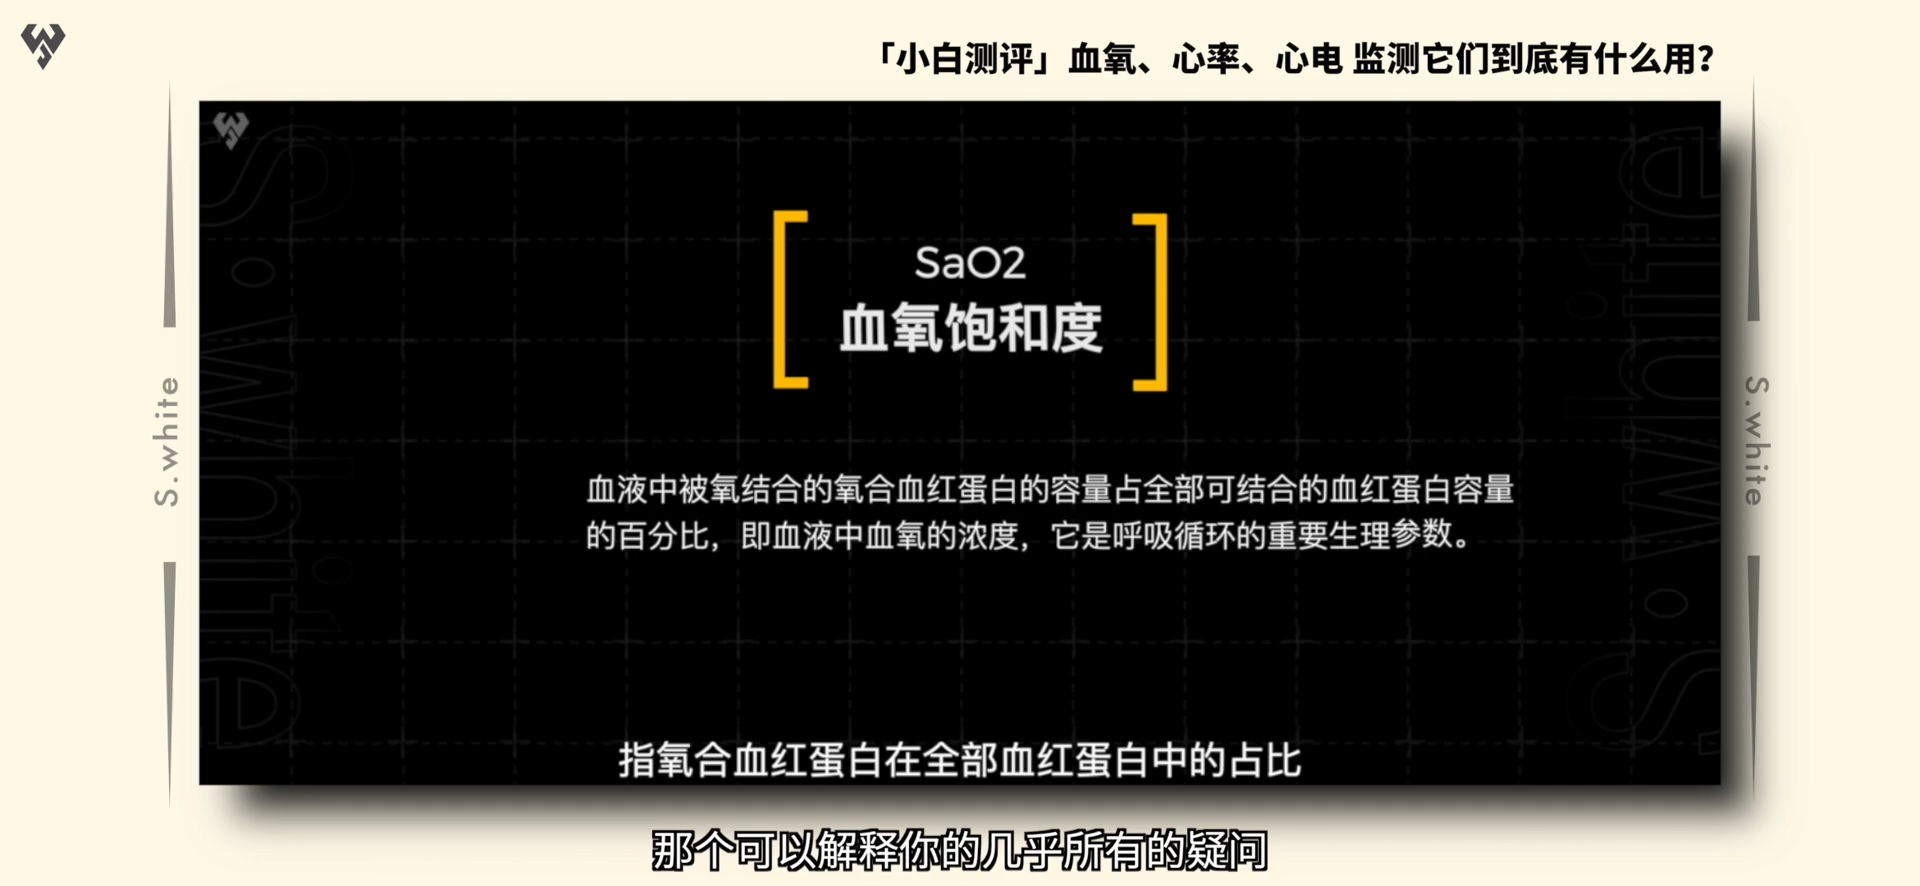 「小白测评」血氧、心率、心电 监测它们到底有什么用?
SaO2
血氧饱和度
血液中被氧结合的氧合血红蛋白的容量占全部可结合的血红蛋白容量
的百分比，即血液中血氧的浓度，它是呼吸循环的重要生理参数。
指氧合血红蛋白在全部血红蛋白中的占比
那个可以解释你的几乎所有的疑问
S.white
S.white
S.white
S.white